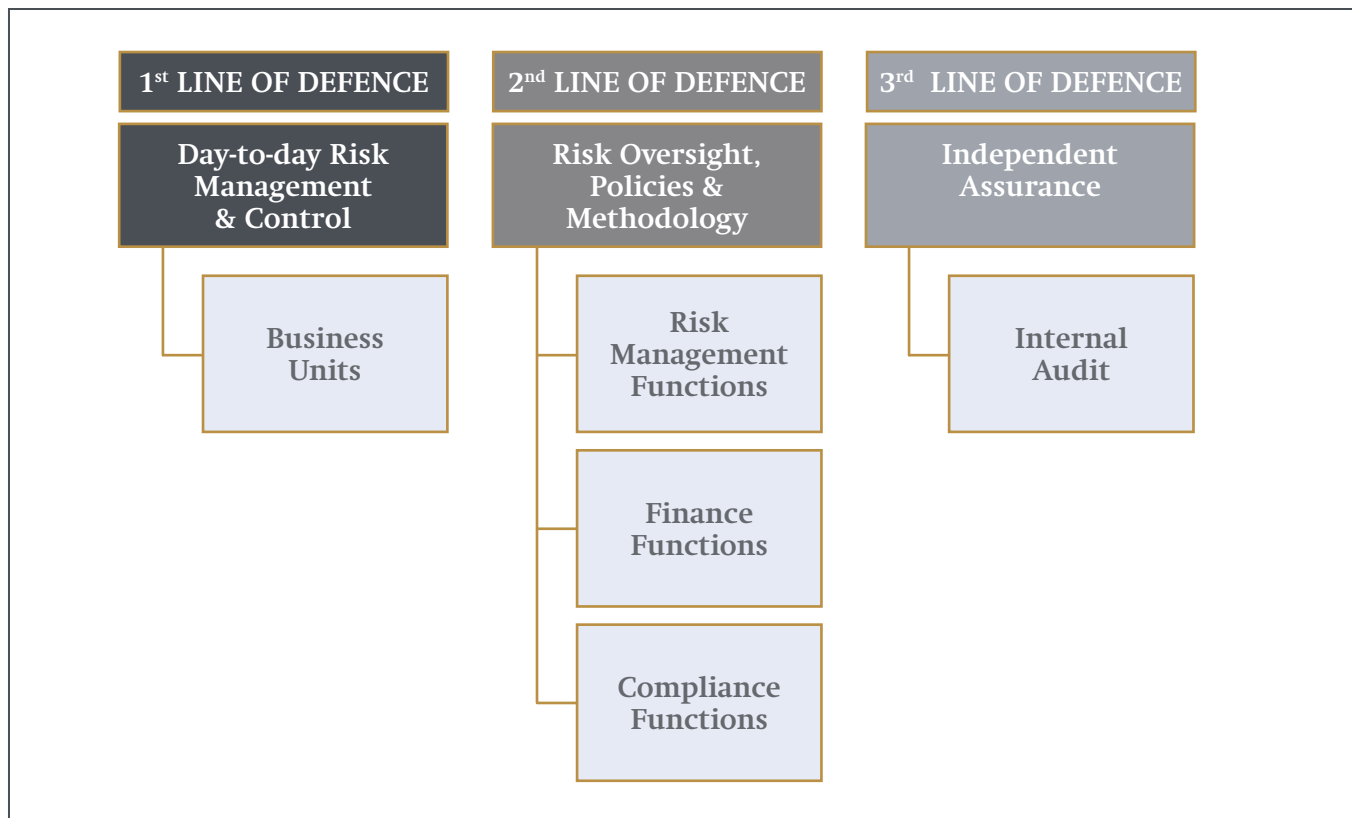 1st LINE OF DEFENCE
Day-to-day Risk
Management
& Control
Business
Units
2nd LINE OF DEFENCE
Risk Oversight,
Policies &
Methodology
Risk
Management
Functions
Finance
Functions
Compliance
Functions
3rd LINE OF DEFENCE
Independent
Assurance
Internal
Audit